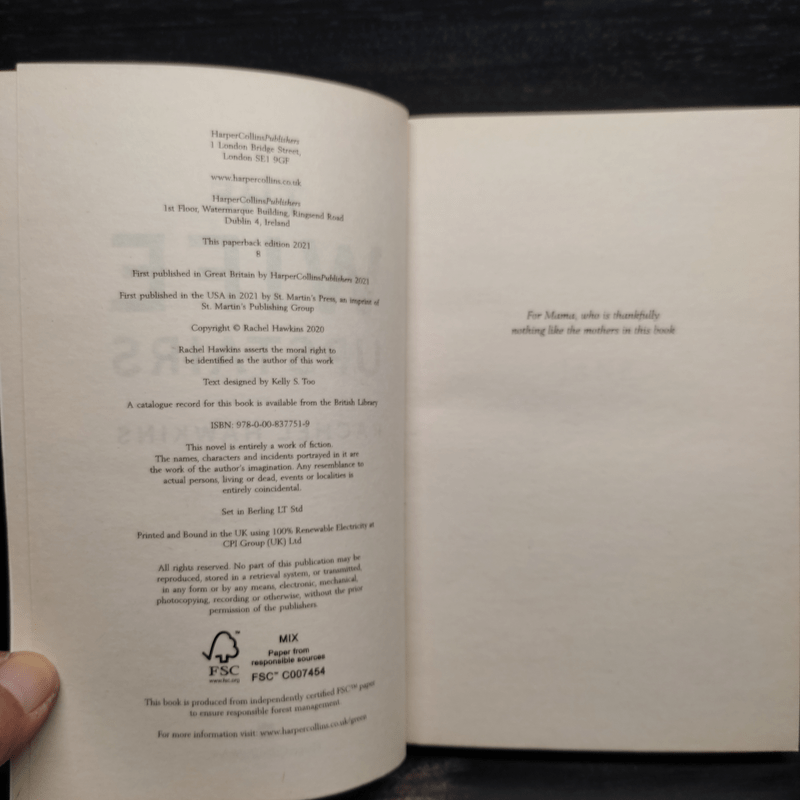 HarperCollinsPublishers
1 London Bridge Street,
London SE1 9GF
www.harpercollins.co.uk
HarperCollinsPublishers
1st Floor, Watermarque Building, Ringsend Road
Dublin 4, Ireland
This paperback edition 2021
8
First published in Great Britain by HarperCollinsPublishers 2021
First published in the USA in 2021 by St. Martin's Press, an imprint of
St. Martin's Publishing Group
Copyright © Rachel Hawkins 2020
Rachel Hawkins asserts the moral right to
be identified as the author of this work
Text designed by Kelly S. Too
A catalogue record for this book is available from the British Library
ISBN: 978-0-00-837751-9
This novel is entirely a work of fiction.
The names, characters and incidents portrayed in it are
the work of the author's imagination. Any resemblance to
actual persons, living or dead, events or localities is
entirely coincidental.
Set in Berling LT Std
Printed and Bound in the UK using 100% Renewable Electricity at
CPI Group (UK) Ltd
All rights reserved. No part of this publication may be
reproduced, stored in a retrieval system, or transmitted,
in any form or by any means, electronic, mechanical,
photocopying, recording or otherwise, without the prior
permission of the publishers.
FSC
www.fsc.org
MIX
Paper from
responsible sources
FSC™ C007454
This book is produced from independently certified FSC™ paper
to ensure responsible forest management.
For more information visit: www.harpercollins.co.uk/green
For Mama, who is thankfully
nothing like the mothers in this book